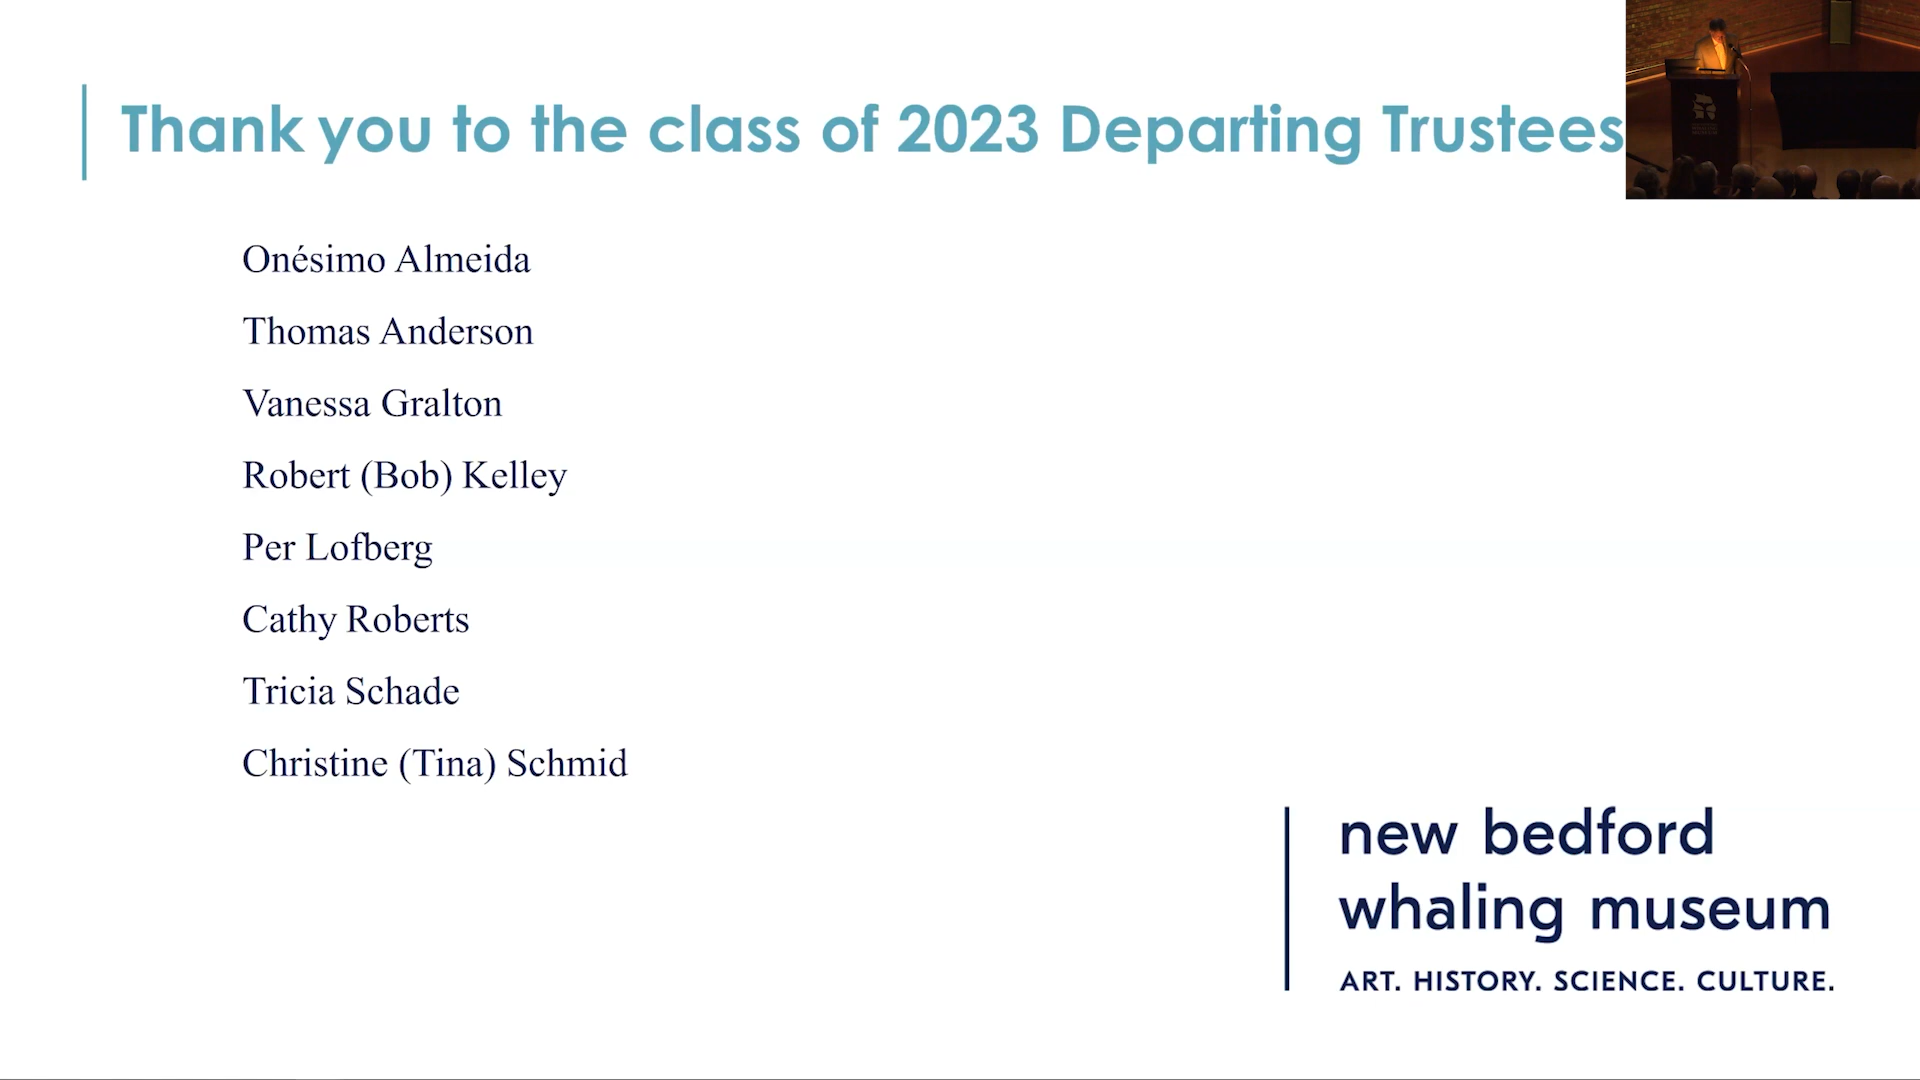 Thank you to the class of 2023 Departing Trustees
Onésimo Almeida
Thomas Anderson
Vanessa Gralton
Robert (Bob) Kelley
Per Lofberg
Cathy Roberts
Tricia Schade
Christine (Tina) Schmid
new bedford
whaling museum
ART. HISTORY. SCIENCE. CULTURE.